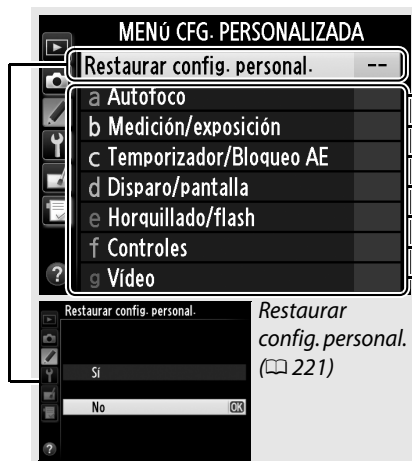 MENÚ CFG. PERSONALIZADA
Restaurar config. personal. --
a Autofoco
b Medición/exposición
c Temporizador/Bloqueo AE
d Disparo/pantalla
e Horquillado/flash
f Controles
g Vídeo
?
Restaurar config. personal.
Sí
No OK
?
Restaurar
config. personal.
(221)